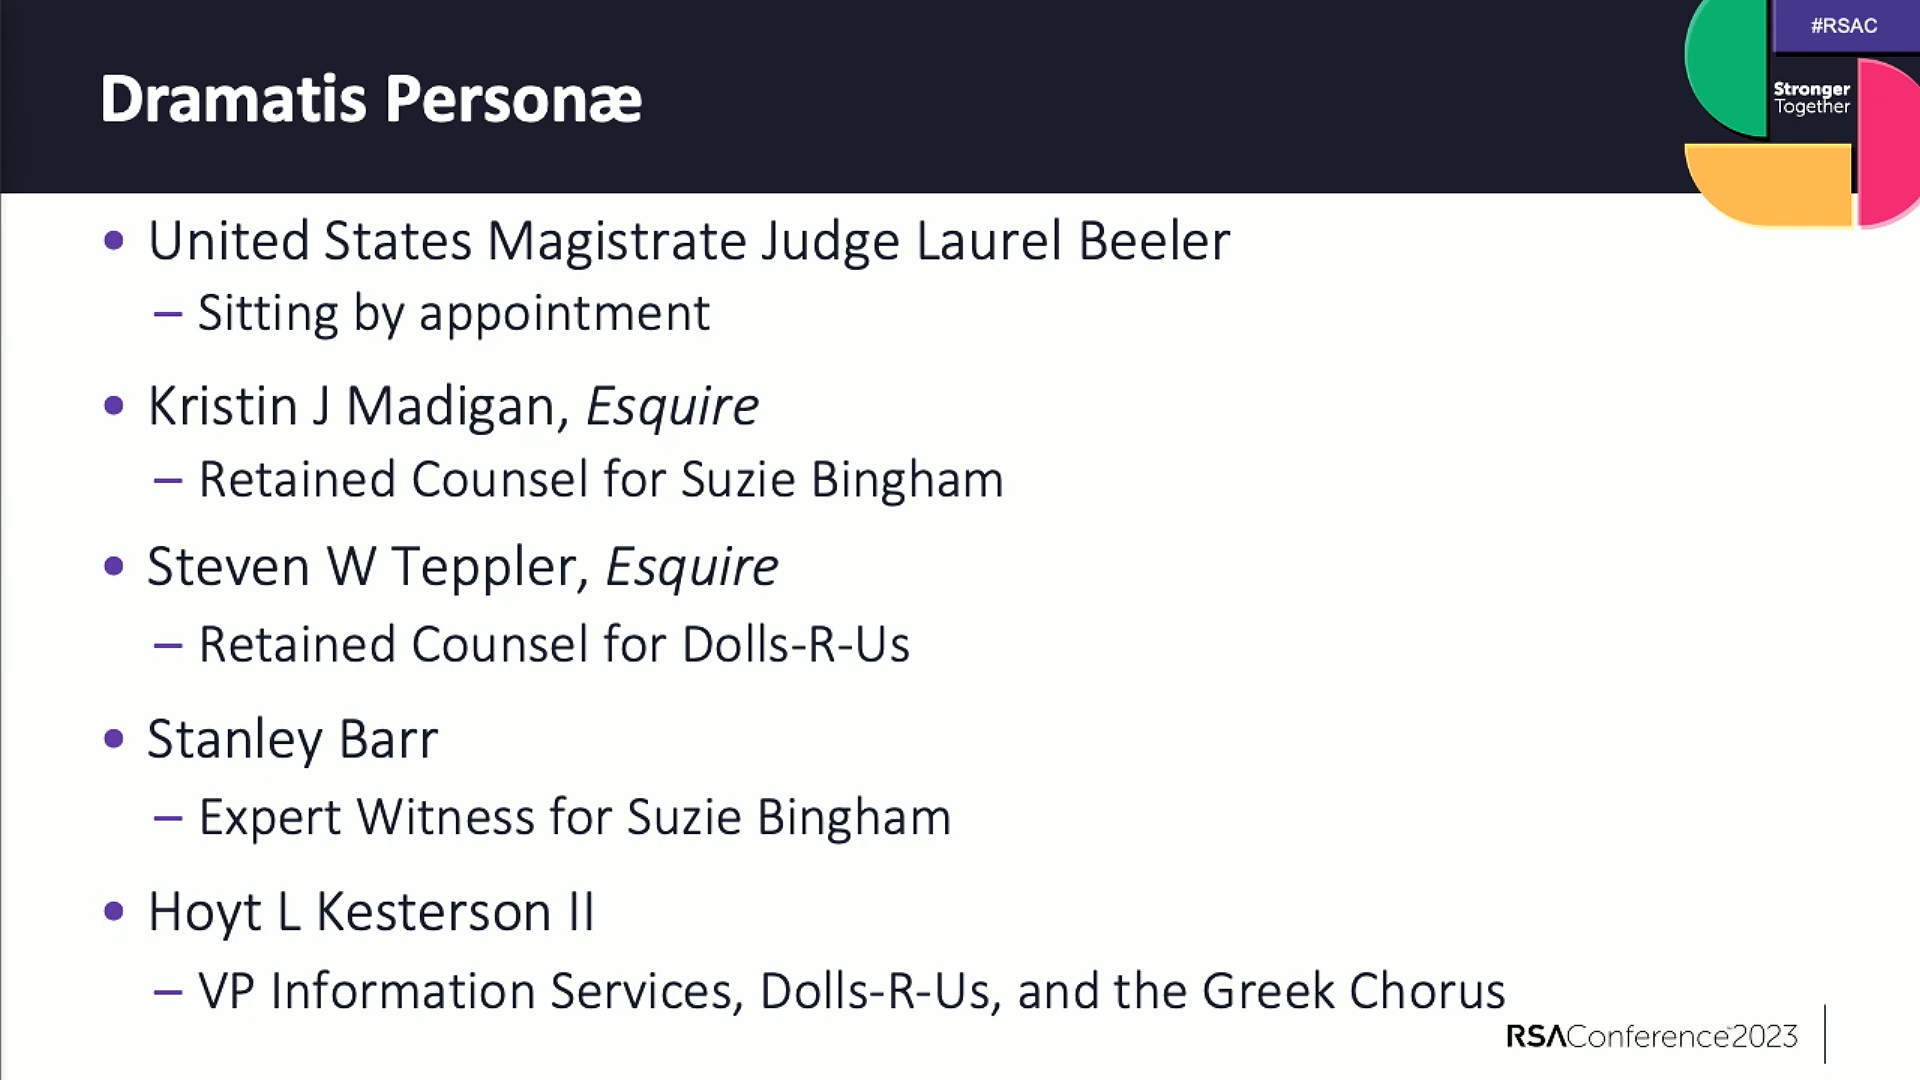 #RSAC
Dramatis Personæ
Stronger
Together
• United States Magistrate Judge Laurel Beeler
– Sitting by appointment
• Kristin J Madigan, Esquire
– Retained Counsel for Suzie Bingham
• Steven W Teppler, Esquire
– Retained Counsel for Dolls-R-Us
• Stanley Barr
– Expert Witness for Suzie Bingham
• Hoyt L Kesterson II
– VP Information Services, Dolls-R-Us, and the Greek Chorus
RSAConference™2023